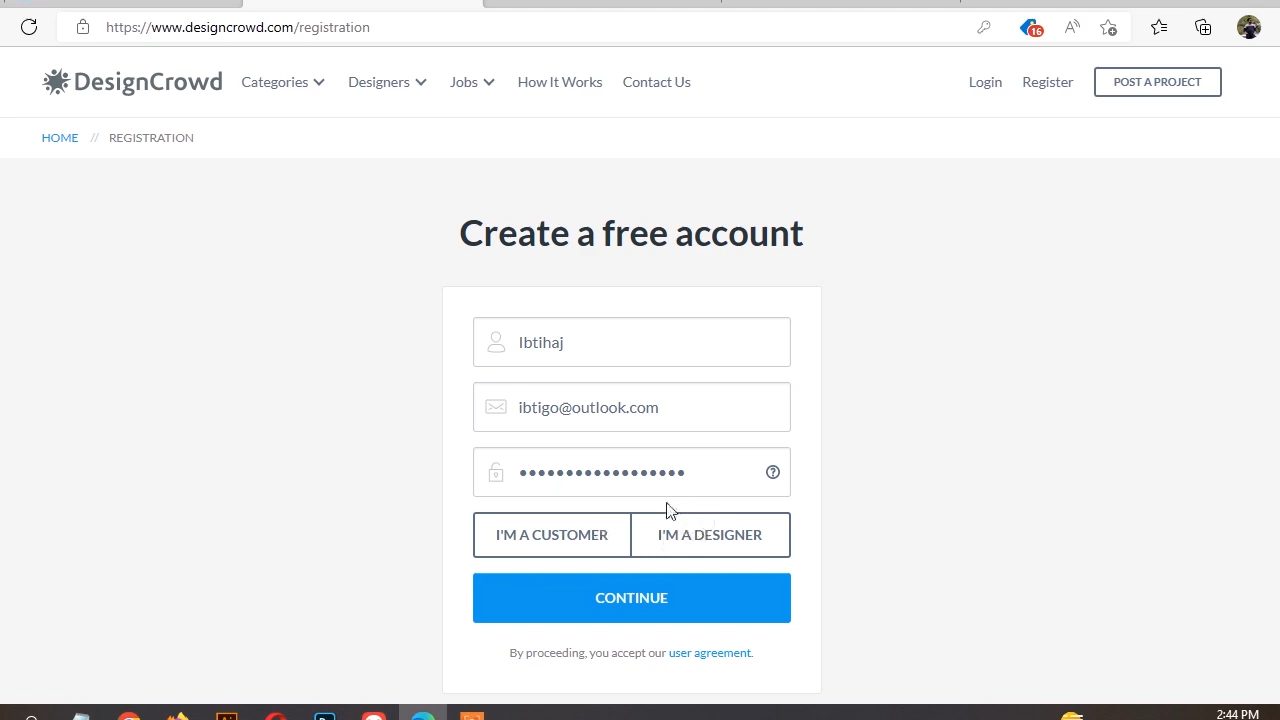 https://www.designcrowd.com/registration
16
DesignCrowd Categories Designers Jobs How It Works Contact Us Login Register POST A PROJECT
HOME // REGISTRATION
Create a free account
Ibtihaj
ibtigo@outlook.com
I'M A CUSTOMER I'M A DESIGNER
CONTINUE
By proceeding, you accept our user agreement.
2:44 PM